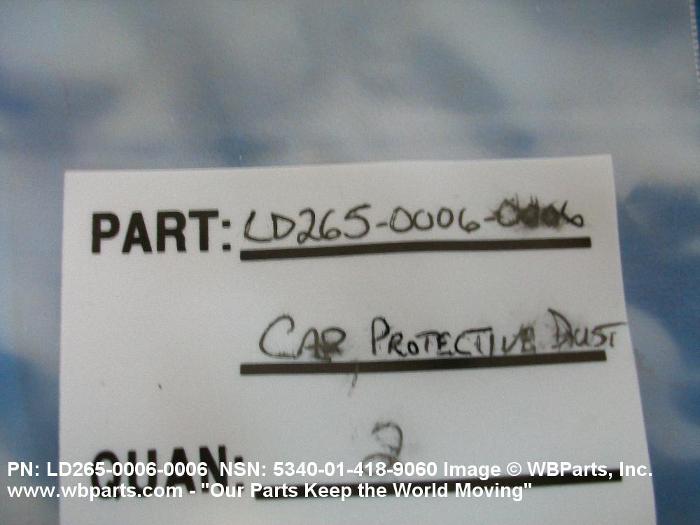 PART: LD265-0006-0006
CAP, PROTECTIVE DUST
QUAN: 2
PN: LD265-0006-0006 NSN: 5340-01-418-9060 Image © WBParts, Inc.
www.wbparts.com - "Our Parts Keep the World Moving"